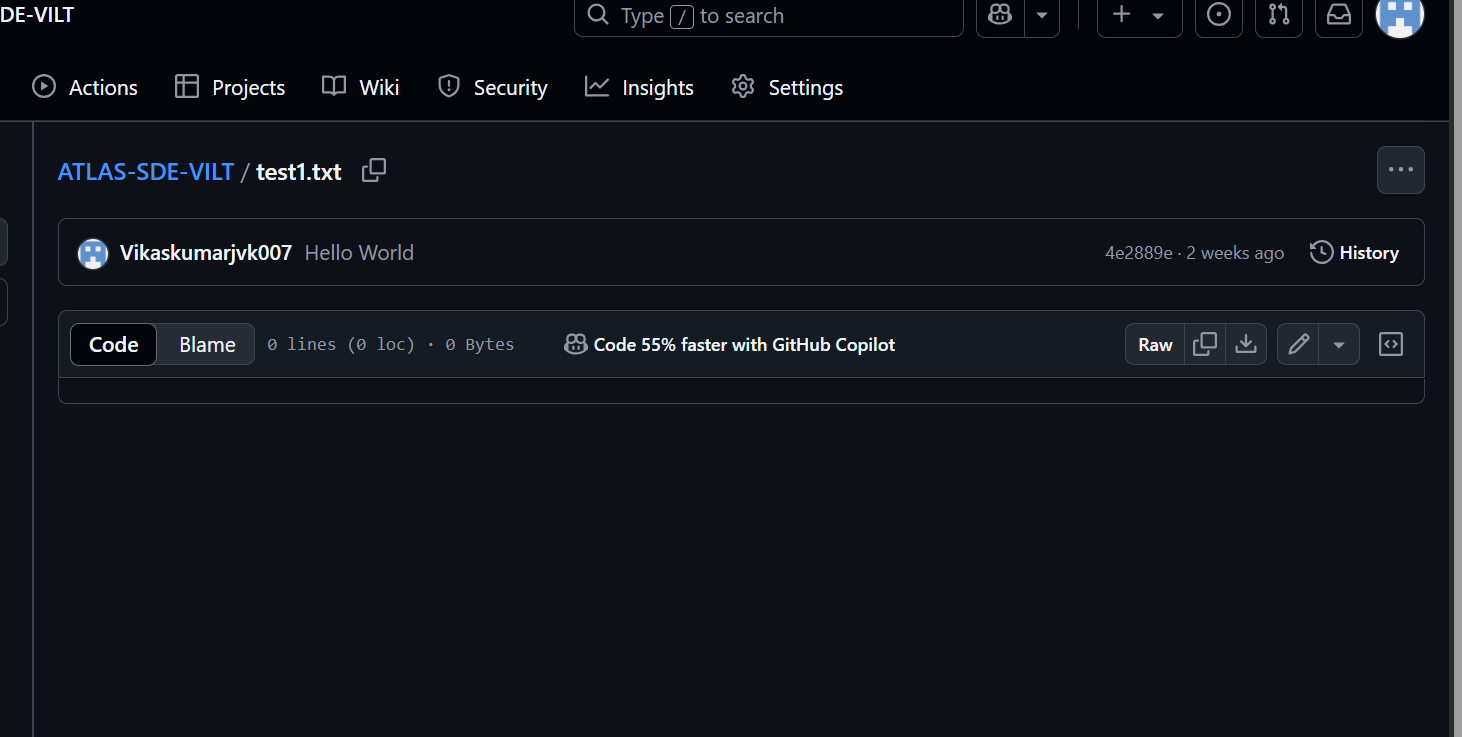 DE-VILT
Type / to search
Actions Projects Wiki Security Insights Settings
ATLAS-SDE-VILT / test1.txt
Vikaskumarjvk007 Hello World 4e2889e · 2 weeks ago History
Code Blame 0 lines (0 loc) · 0 Bytes Code 55% faster with GitHub Copilot Raw